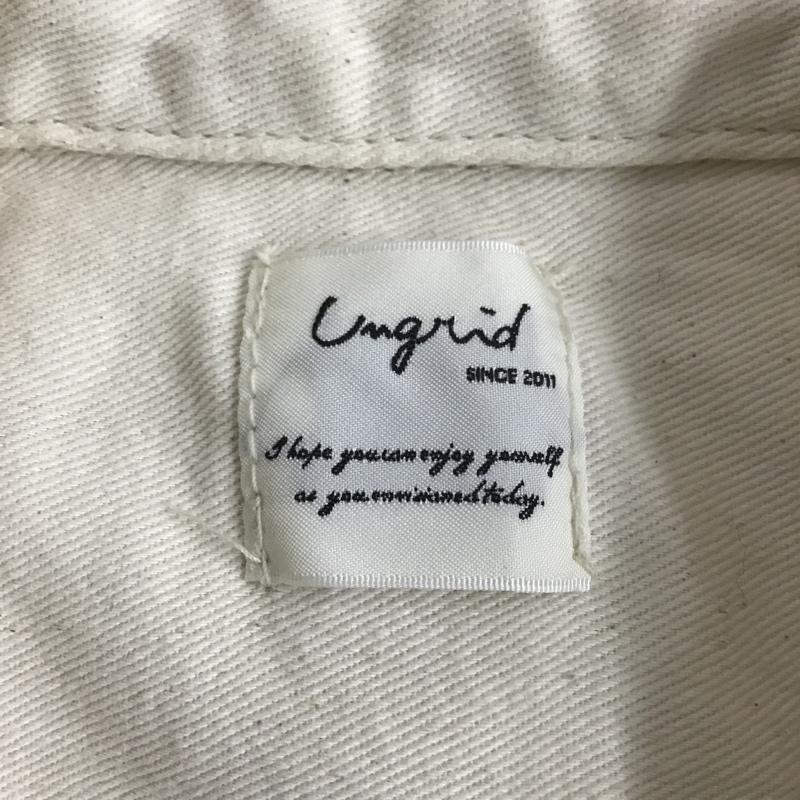 Ungrid
SINCE 2011
I hope you can enjoy yourself
as you envisioned today.